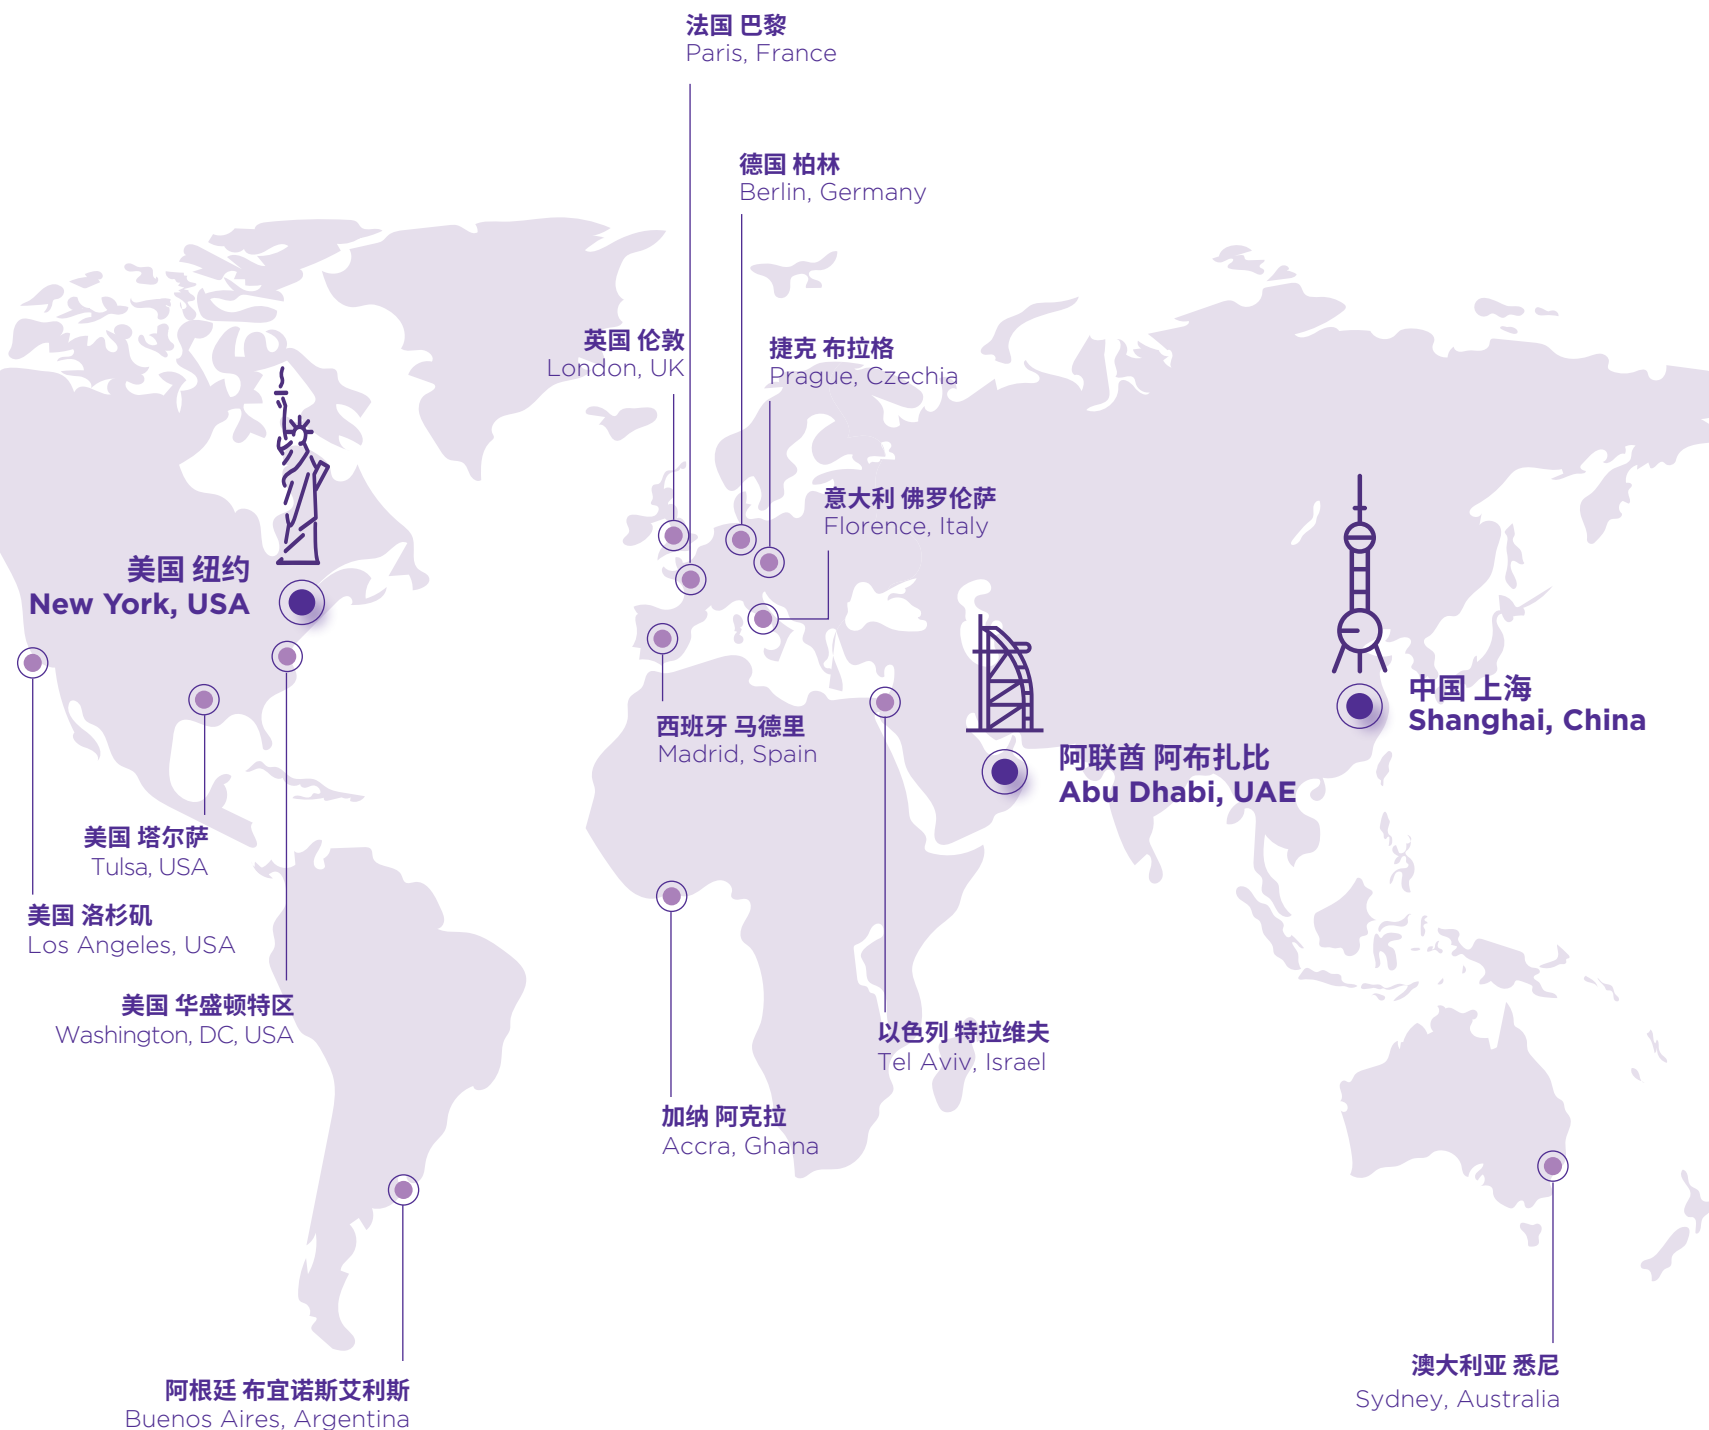 法国 巴黎
Paris, France
德国 柏林
Berlin, Germany
英国 伦敦
London, UK
捷克 布拉格
Prague, Czechia
意大利 佛罗伦萨
Florence, Italy
美国 纽约
New York, USA
中国 上海
Shanghai, China
西班牙 马德里
Madrid, Spain
阿联酋 阿布扎比
Abu Dhabi, UAE
美国 塔尔萨
Tulsa, USA
美国 洛杉矶
Los Angeles, USA
美国 华盛顿特区
Washington, DC, USA
以色列 特拉维夫
Tel Aviv, Israel
加纳 阿克拉
Accra, Ghana
澳大利亚 悉尼
Sydney, Australia
阿根廷 布宜诺斯艾利斯
Buenos Aires, Argentina